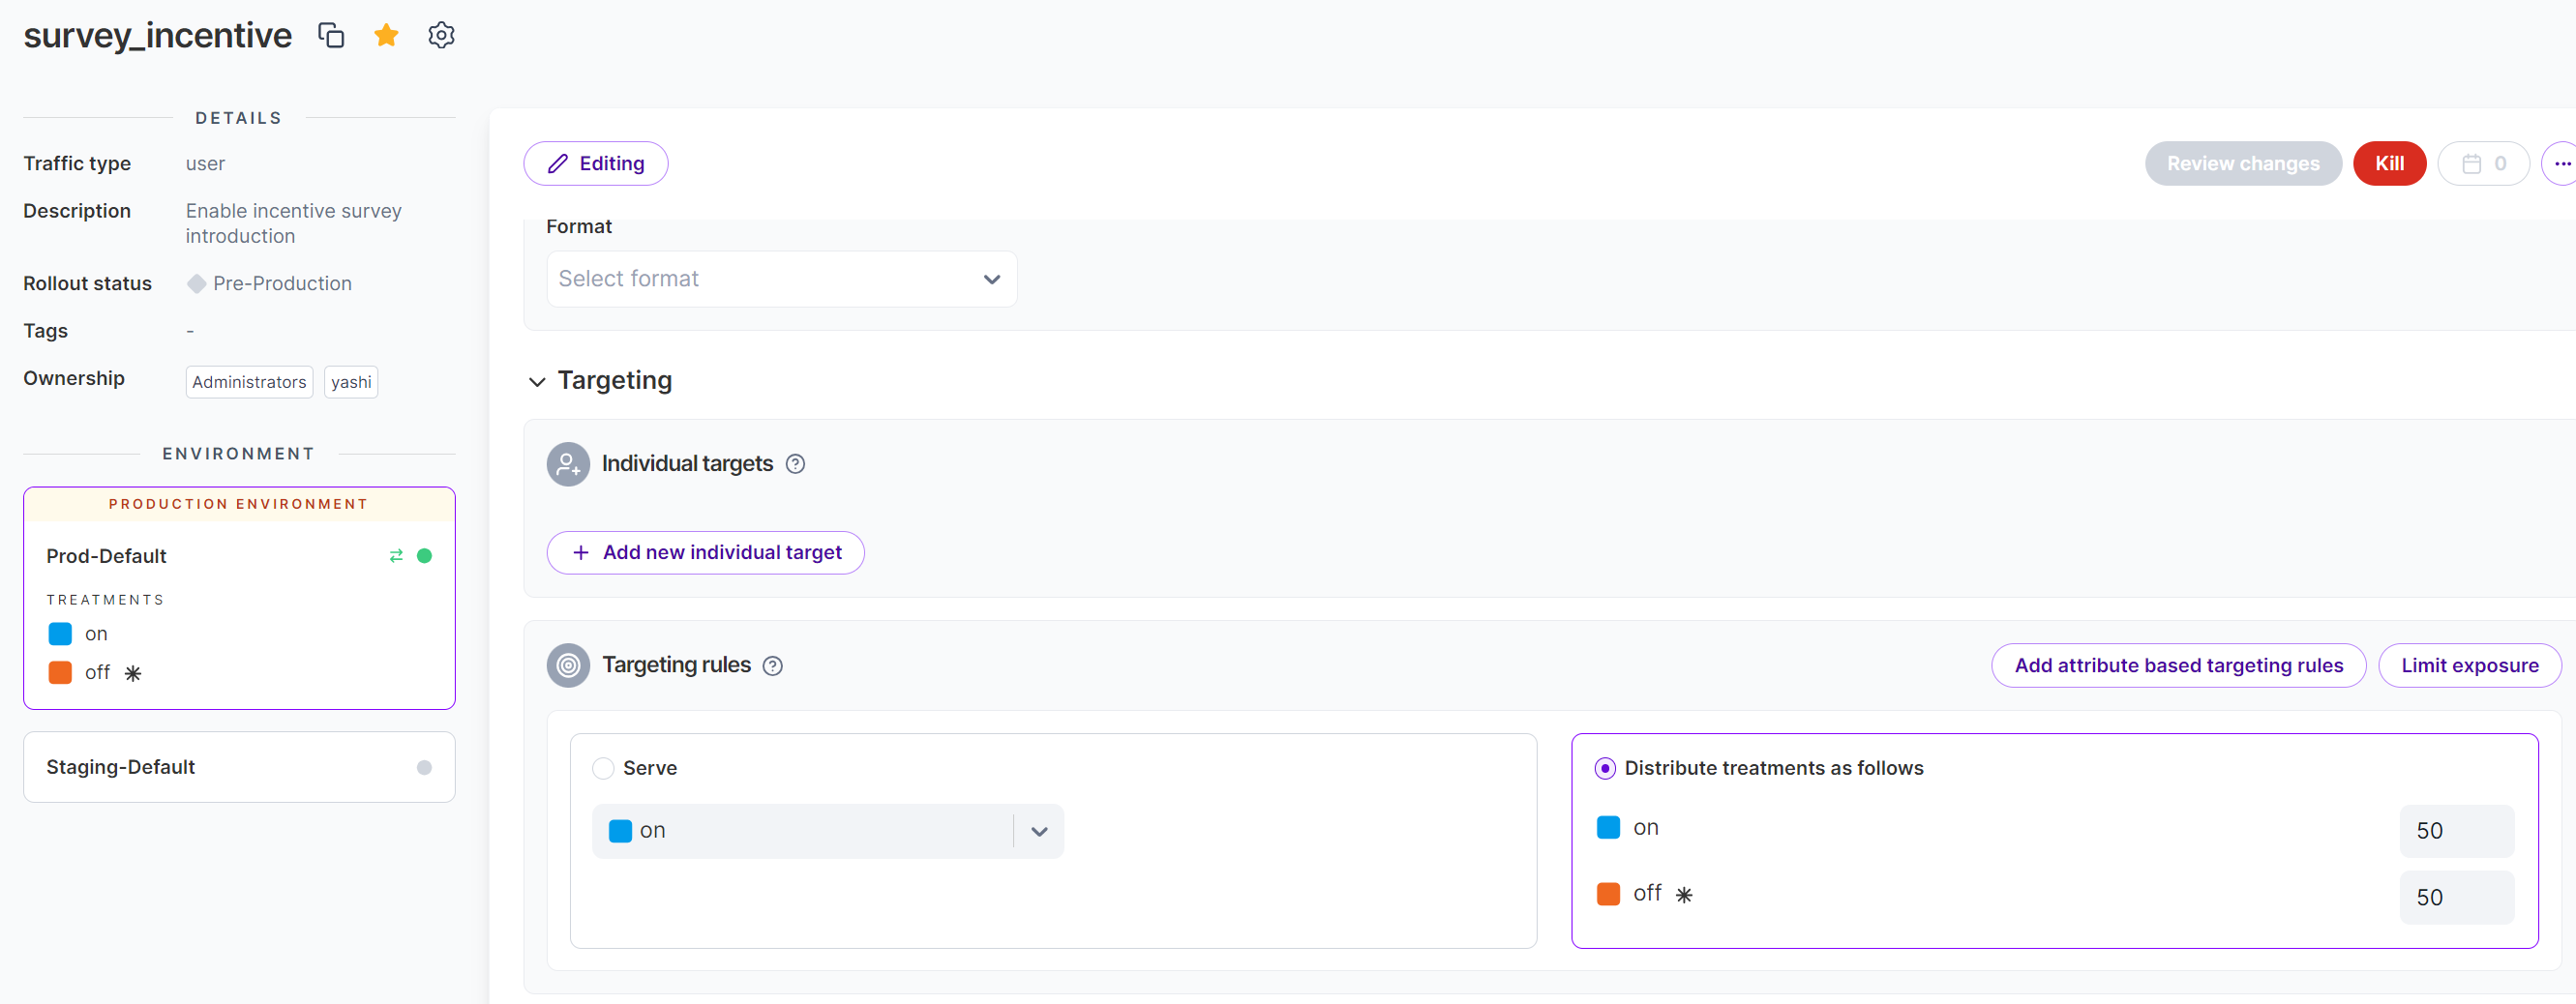 survey_incentive
DETAILS
Traffic type user
Description Enable incentive survey
introduction
Rollout status Pre-Production
Tags -
Ownership Administrators yashi
ENVIRONMENT
PRODUCTION ENVIRONMENT
Prod-Default
TREATMENTS
on
off
Staging-Default
Editing
Review changes Kill 0
Format
Select format
Targeting
Individual targets
Add new individual target
Targeting rules Add attribute based targeting rules Limit exposure
Serve
on
Distribute treatments as follows
on 50
off 50